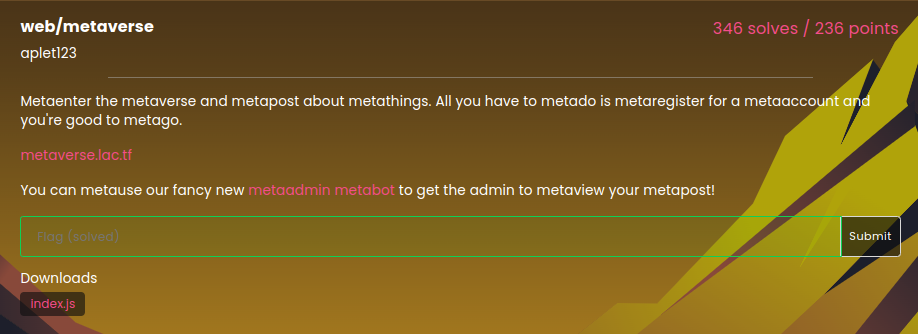 web/metaverse
346 solves / 236 points
aplet123
Metaenter the metaverse and metapost about metathings. All you have to metado is metaregister for a metaaccount and
you're good to metago.
metaverse.lac.tf
You can metause our fancy new metaadmin metabot to get the admin to metaview your metapost!
Flag (solved)
Submit
Downloads
index.js